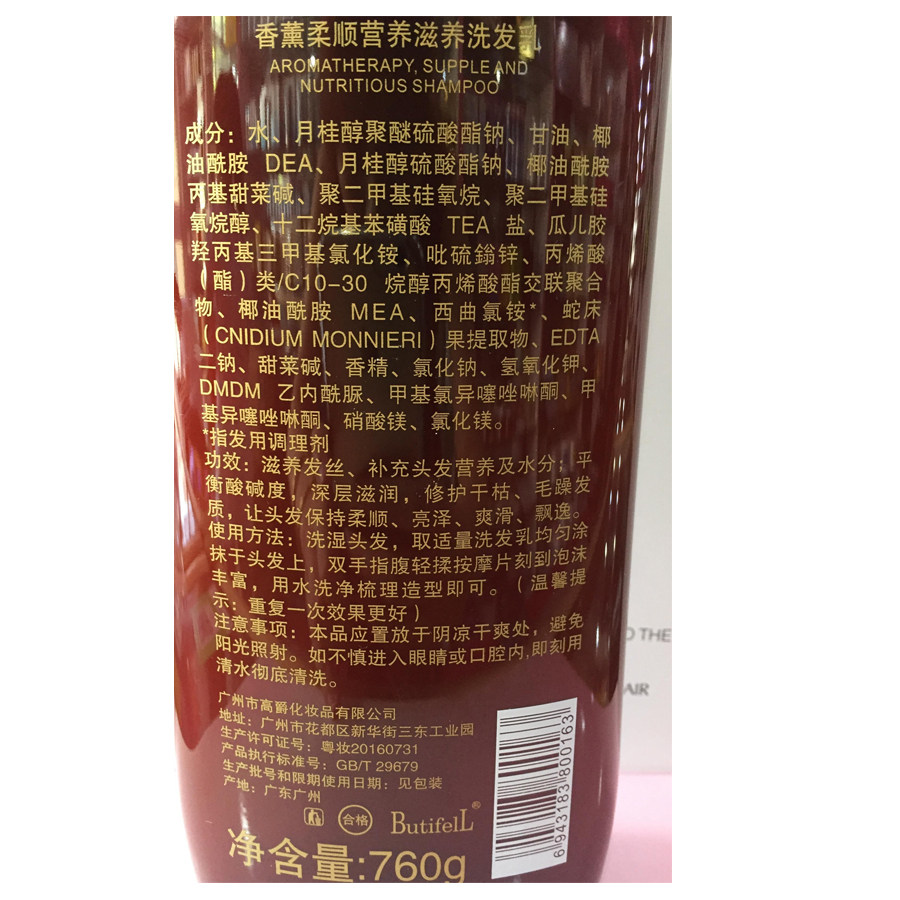 香薰柔顺营养滋养洗发乳
AROMATHERAPY, SUPPLE AND
NUTRITIOUS SHAMPOO
成分：水、月桂醇聚醚硫酸酯钠、甘油、椰
油酰胺 DEA、月桂醇硫酸酯钠、椰油酰胺
丙基甜菜碱、聚二甲基硅氧烷、聚二甲基硅
氧烷醇、十二烷基苯磺酸 TEA 盐、瓜儿胶
羟丙基三甲基氯化铵、吡硫鎓锌、丙烯酸
（酯）类/C10-30 烷醇丙烯酸酯交联聚合
物、椰油酰胺 MEA、西曲氯铵*、蛇床
（CNIDIUM MONNIERI）果提取物、EDTA
二钠、甜菜碱、香精、氯化钠、氢氧化钾、
DMDM 乙内酰脲、甲基氯异噻唑啉酮、甲
基异噻唑啉酮、硝酸镁、氯化镁。
*指发用调理剂
功效：滋养发丝、补充头发营养及水分；平
衡酸碱度，深层滋润，修护干枯、毛躁发
质，让头发保持柔顺、亮泽、爽滑、飘逸。
使用方法：洗湿头发，取适量洗发乳均匀涂
抹于头发上，双手指腹轻揉按摩片刻到泡沫
丰富，用水洗净梳理造型即可。（温馨提
示：重复一次效果更好）
注意事项：本品应置放于阴凉干爽处，避免
阳光照射。如不慎进入眼睛或口腔内,即刻用
清水彻底清洗。
广州市高爵化妆品有限公司
地址：广州市花都区新华街三东工业园
生产许可证号：粤妆20160731
产品执行标准号：GB/T 29679
生产批号和限期使用日期：见包装
产地：广东广州
合格 ButifelL®
净含量:760g
6943183800163
O THE
AIR